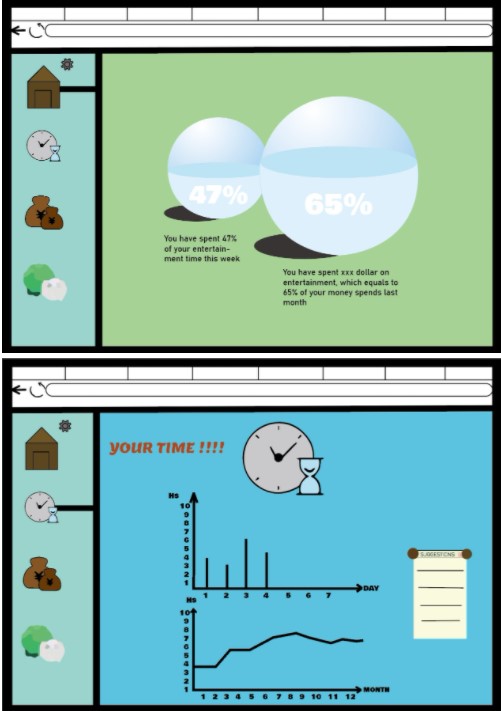 47%
65%
You have spent 47%
of your entertain-
ment time this week
You have spent xxx dollar on
entertainment, which equals to
65% of your money spends last
month
YOUR TIME !!!!
Hs
10
9
8
7
6
5
4
3
2
1
1 2 3 4 5 6 7 DAY
SUGGESTIONS
Hs
10
9
8
7
6
5
4
3
2
1
1 2 3 4 5 6 7 8 9 10 11 12 MONTH